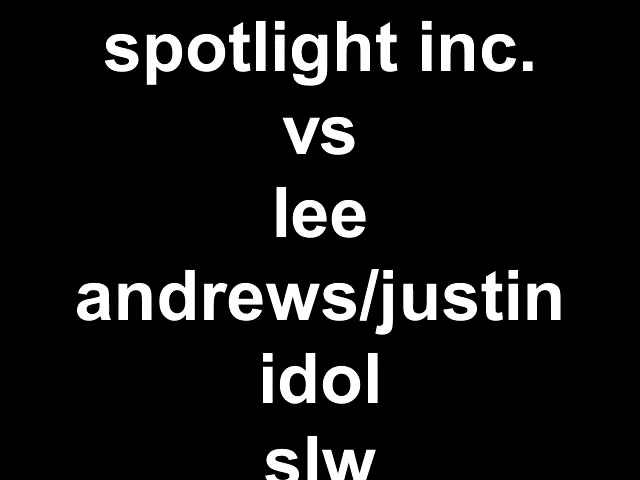 spotlight inc.
vs
lee
andrews/justin
idol
slw